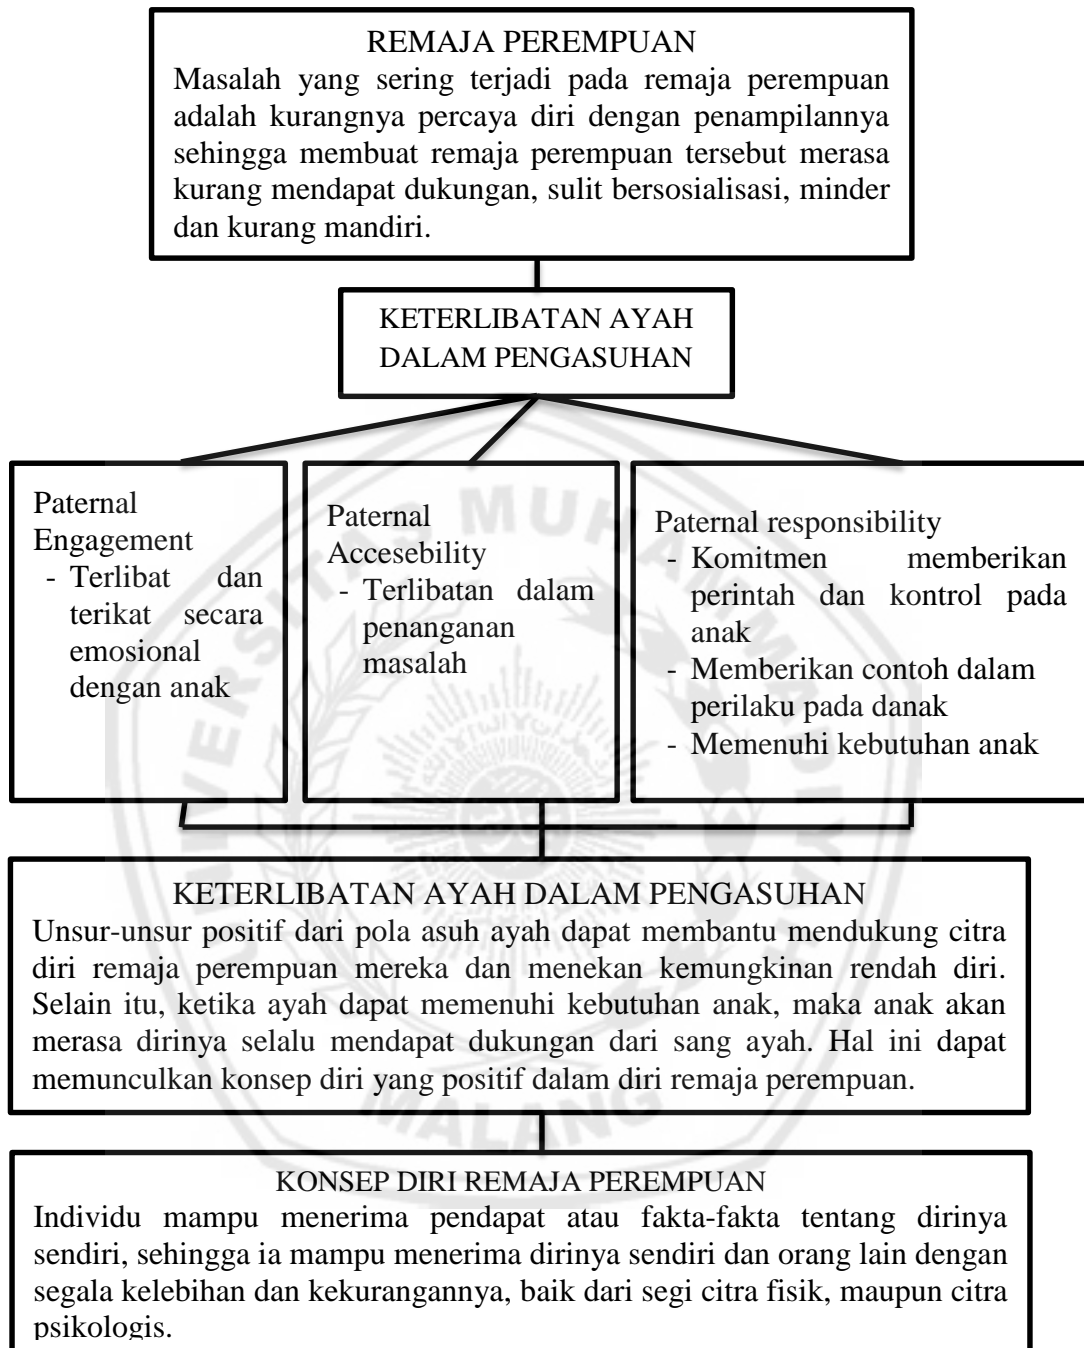 REMAJA PEREMPUAN
Masalah yang sering terjadi pada remaja perempuan
adalah kurangnya percaya diri dengan penampilannya
sehingga membuat remaja perempuan tersebut merasa
kurang mendapat dukungan, sulit bersosialisasi, minder
dan kurang mandiri.
KETERLIBATAN AYAH
DALAM PENGASUHAN
Paternal
Engagement
- Terlibat dan
terikat secara
emosional
dengan anak
Paternal
Accesebility
- Terlibatan dalam
penanganan
masalah
Paternal responsibility
- Komitmen memberikan
perintah dan kontrol pada
anak
- Memberikan contoh dalam
perilaku pada danak
- Memenuhi kebutuhan anak
KETERLIBATAN AYAH DALAM PENGASUHAN
Unsur-unsur positif dari pola asuh ayah dapat membantu mendukung citra
diri remaja perempuan mereka dan menekan kemungkinan rendah diri.
Selain itu, ketika ayah dapat memenuhi kebutuhan anak, maka anak akan
merasa dirinya selalu mendapat dukungan dari sang ayah. Hal ini dapat
memunculkan konsep diri yang positif dalam diri remaja perempuan.
KONSEP DIRI REMAJA PEREMPUAN
Individu mampu menerima pendapat atau fakta-fakta tentang dirinya
sendiri, sehingga ia mampu menerima dirinya sendiri dan orang lain dengan
segala kelebihan dan kekurangannya, baik dari segi citra fisik, maupun citra
psikologis.
UNIVERSITAS MUHAMMADIYAH
MALANG